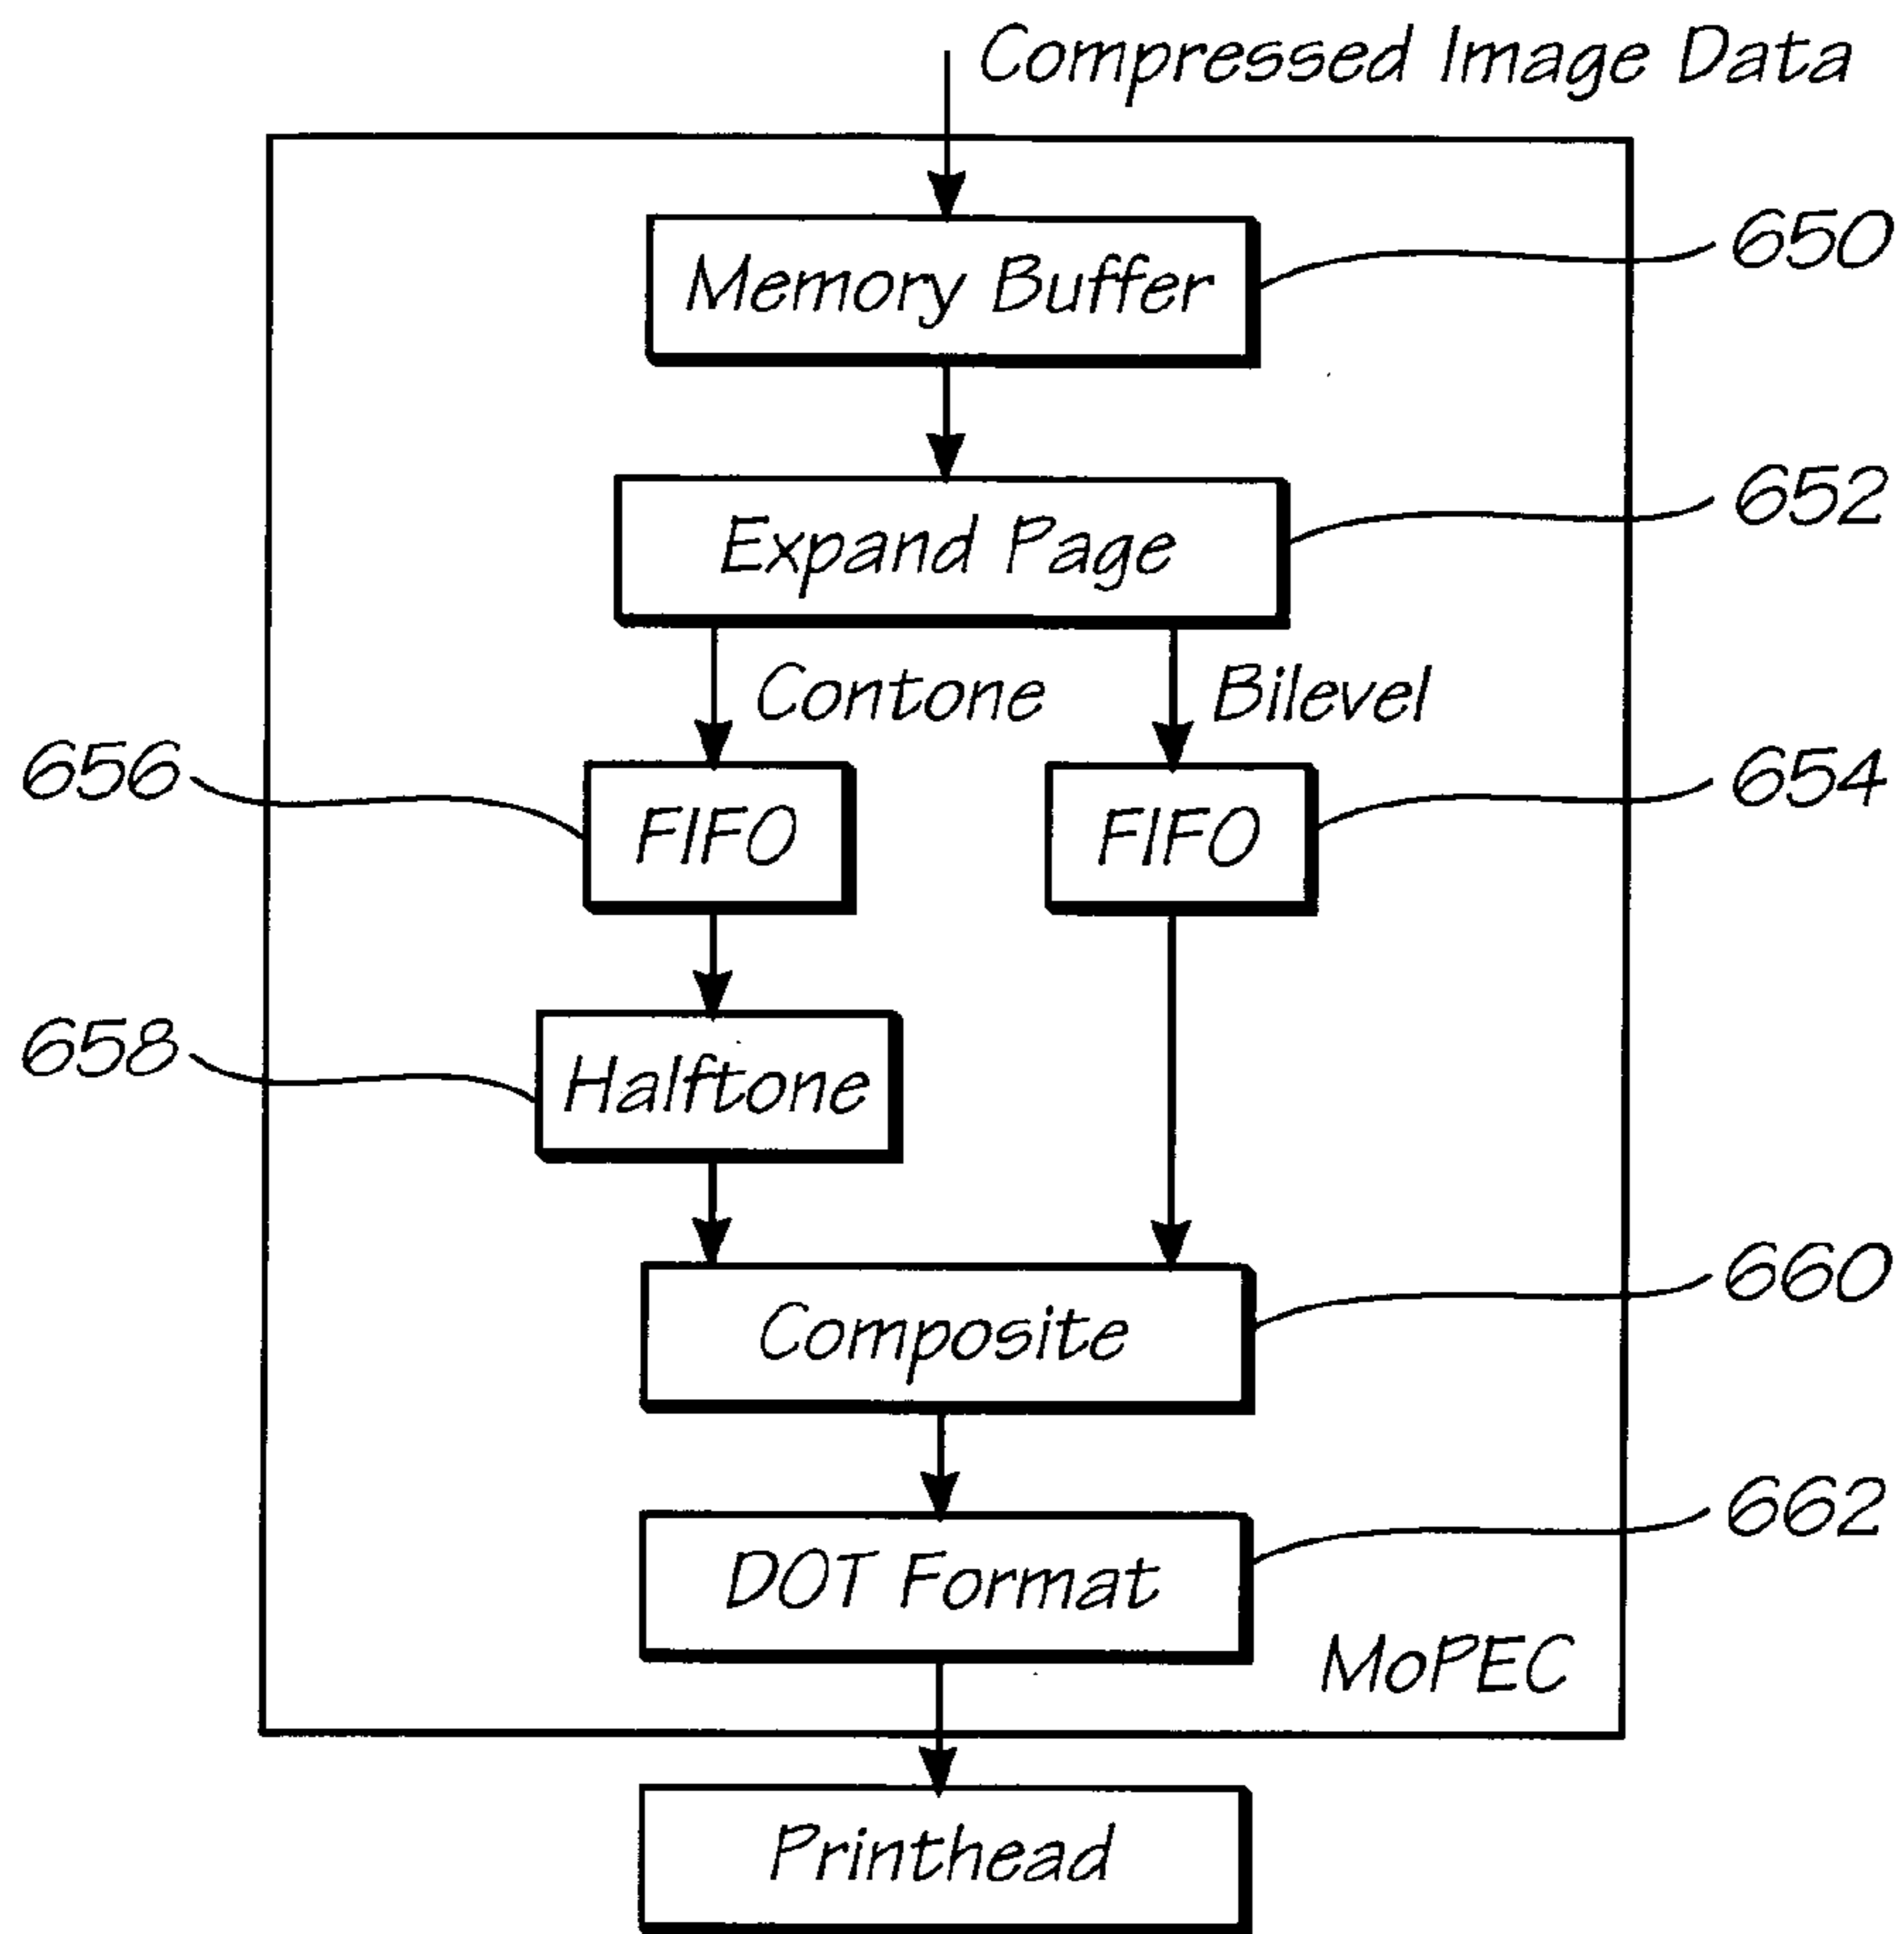 Compressed Image Data
Memory Buffer
650
Expand Page
652
Contone
Bilevel
656
FIFO
FIFO
654
658
Halftone
Composite
660
DOT Format
662
MoPEC
Printhead